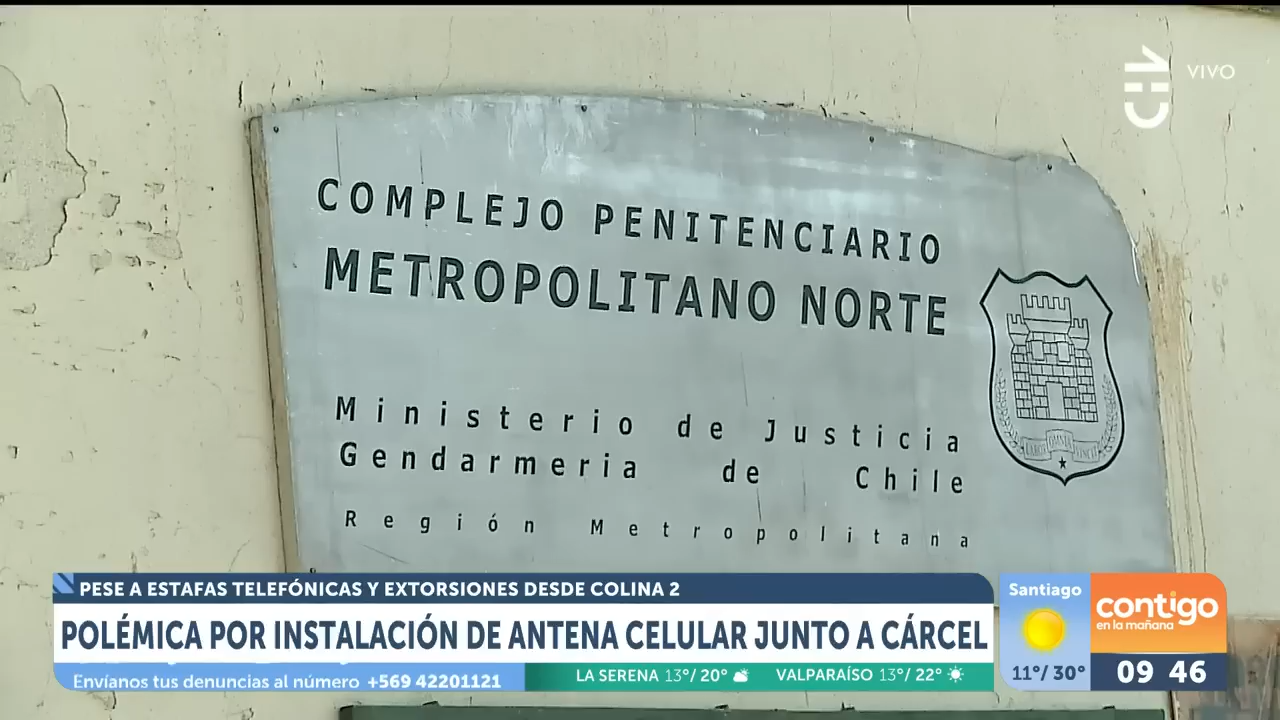 CHV
VIVO
COMPLEJO PENITENCIARIO
METROPOLITANO NORTE
Ministerio de Justicia
Gendarmeria de Chile
Región Metropolitana
PESE A ESTAFAS TELEFÓNICAS Y EXTORSIONES DESDE COLINA 2
POLÉMICA POR INSTALACIÓN DE ANTENA CELULAR JUNTO A CÁRCEL
Envíanos tus denuncias al número +569 42201121
LA SERENA 13°/20° VALPARAÍSO 13°/22°
Santiago
11°/30°
contigo
en la mañana
09 46